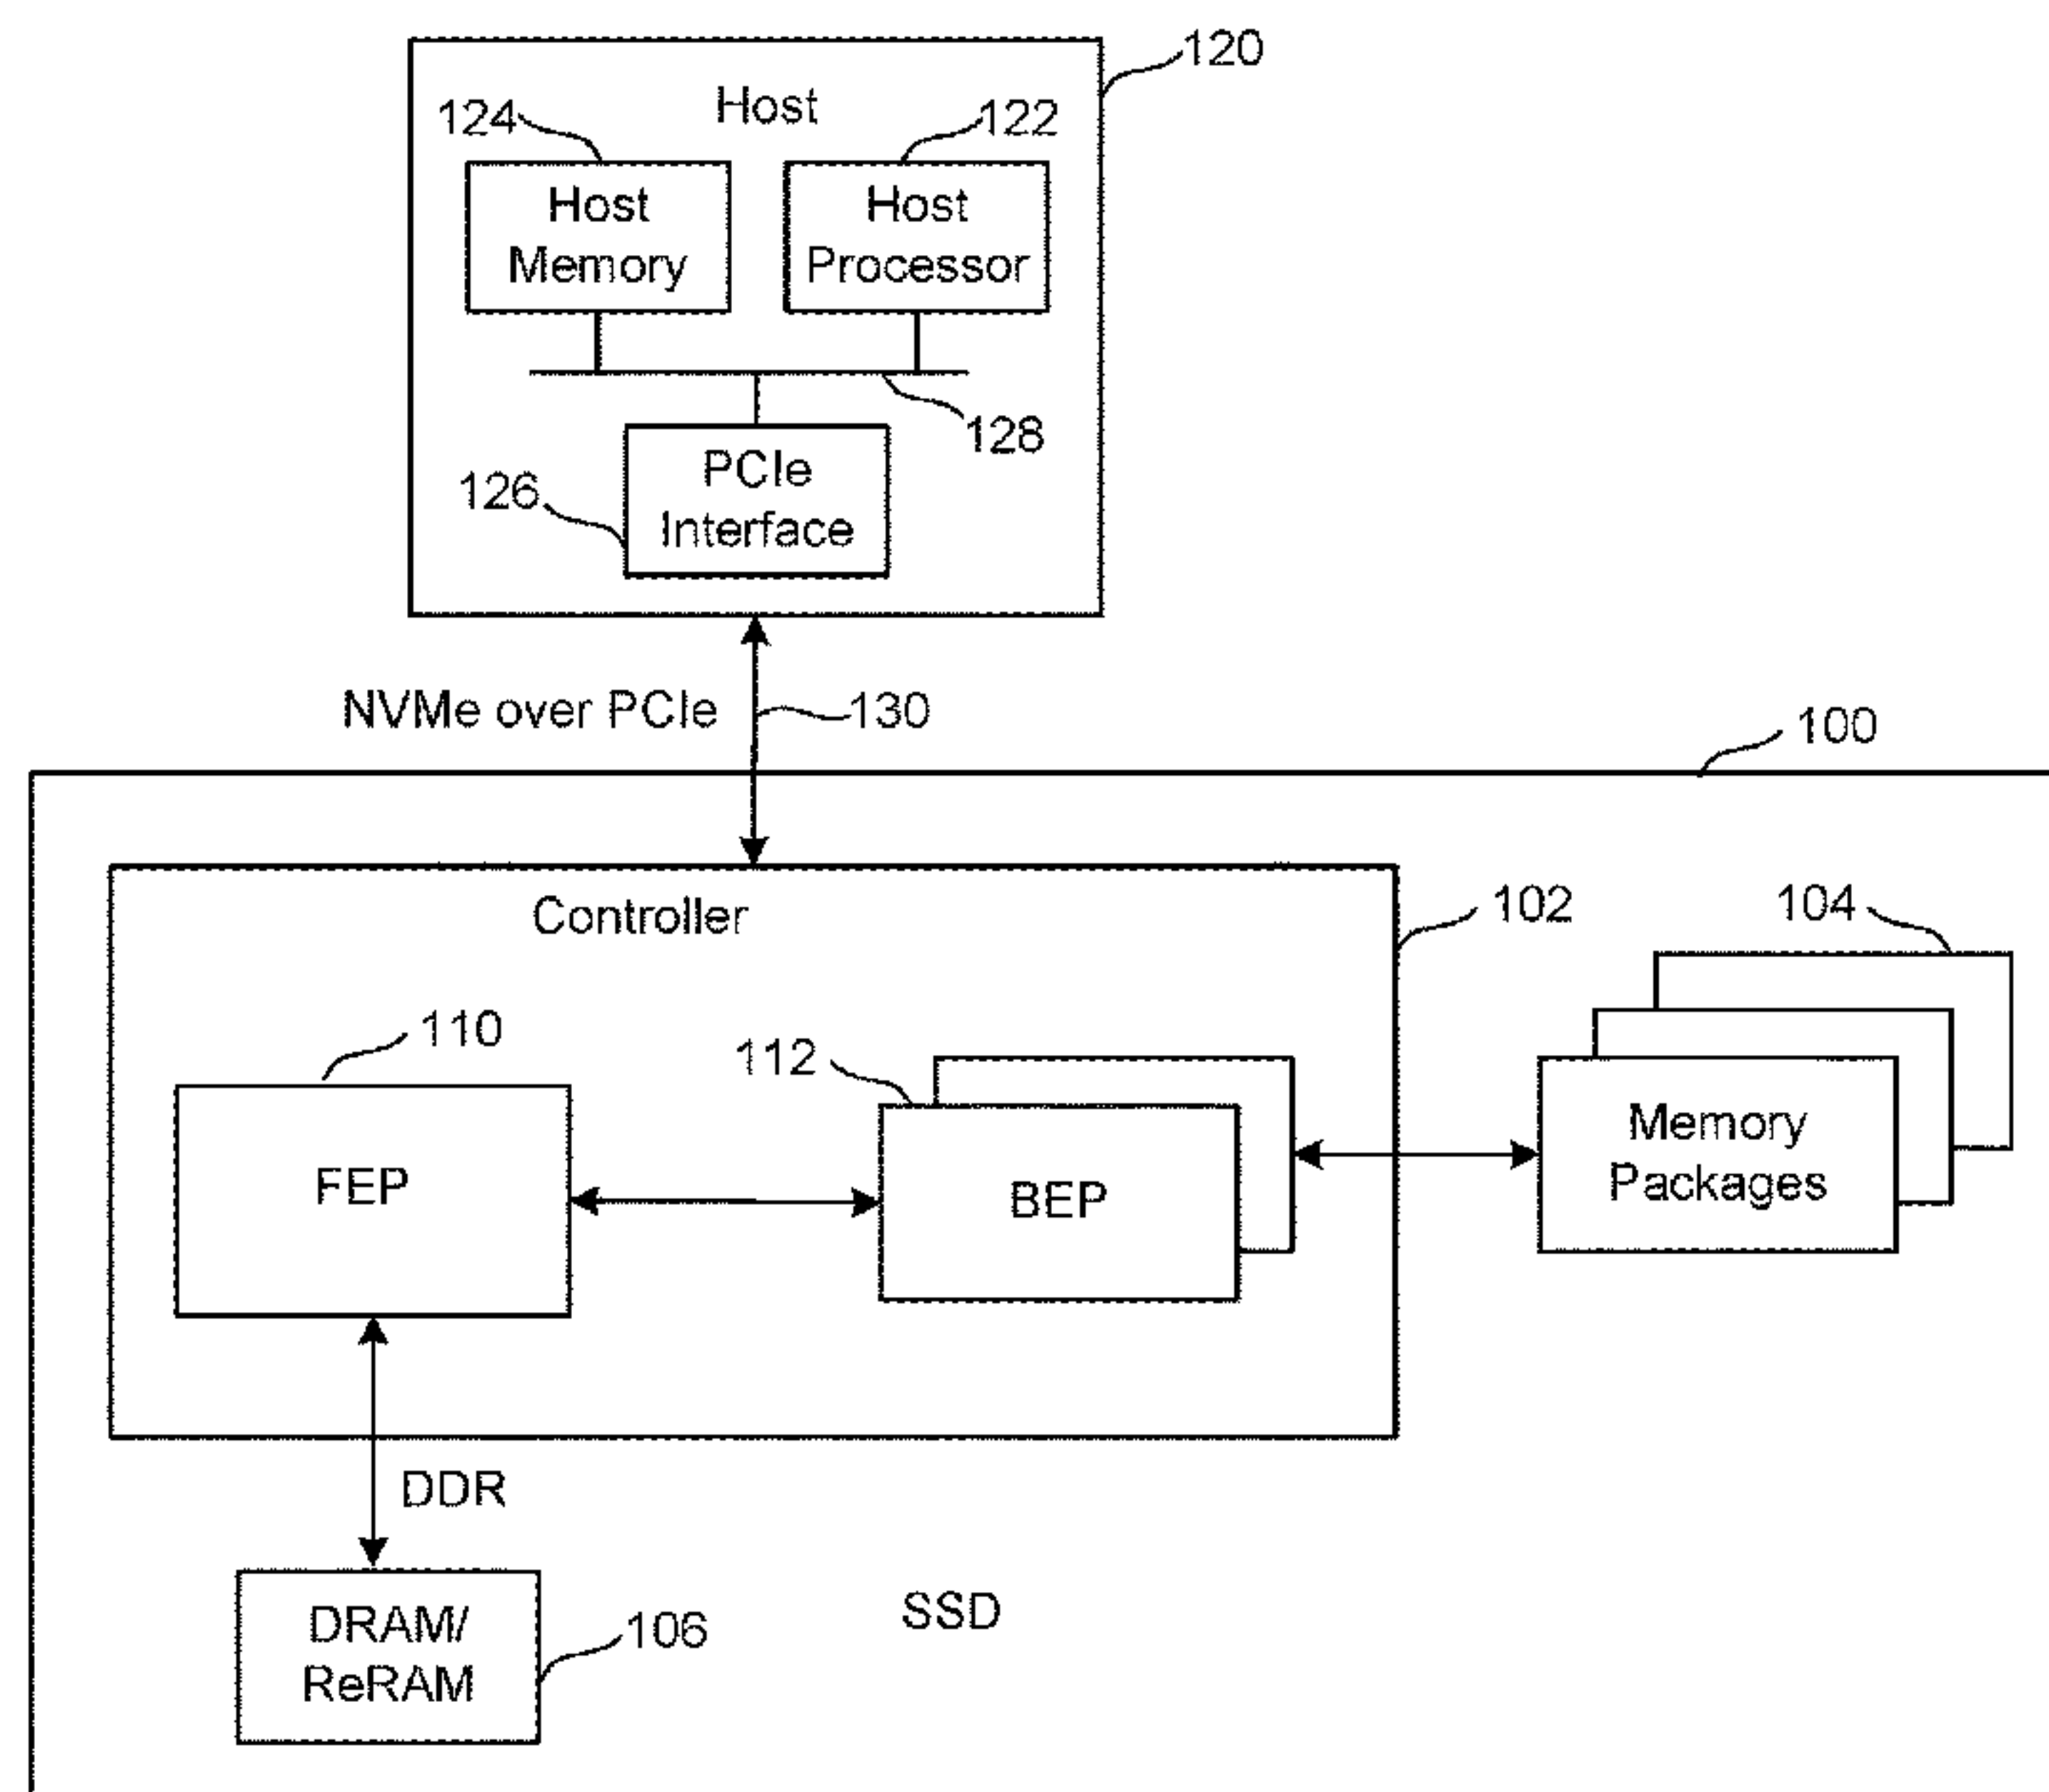 120
Host
124
122
Host
Memory
Host
Processor
128
PCIe
Interface
126
NVMe over PCIe
130
100
Controller
102
104
110
112
FEP
BEP
Memory
Packages
DDR
DRAM/
ReRAM
106
SSD